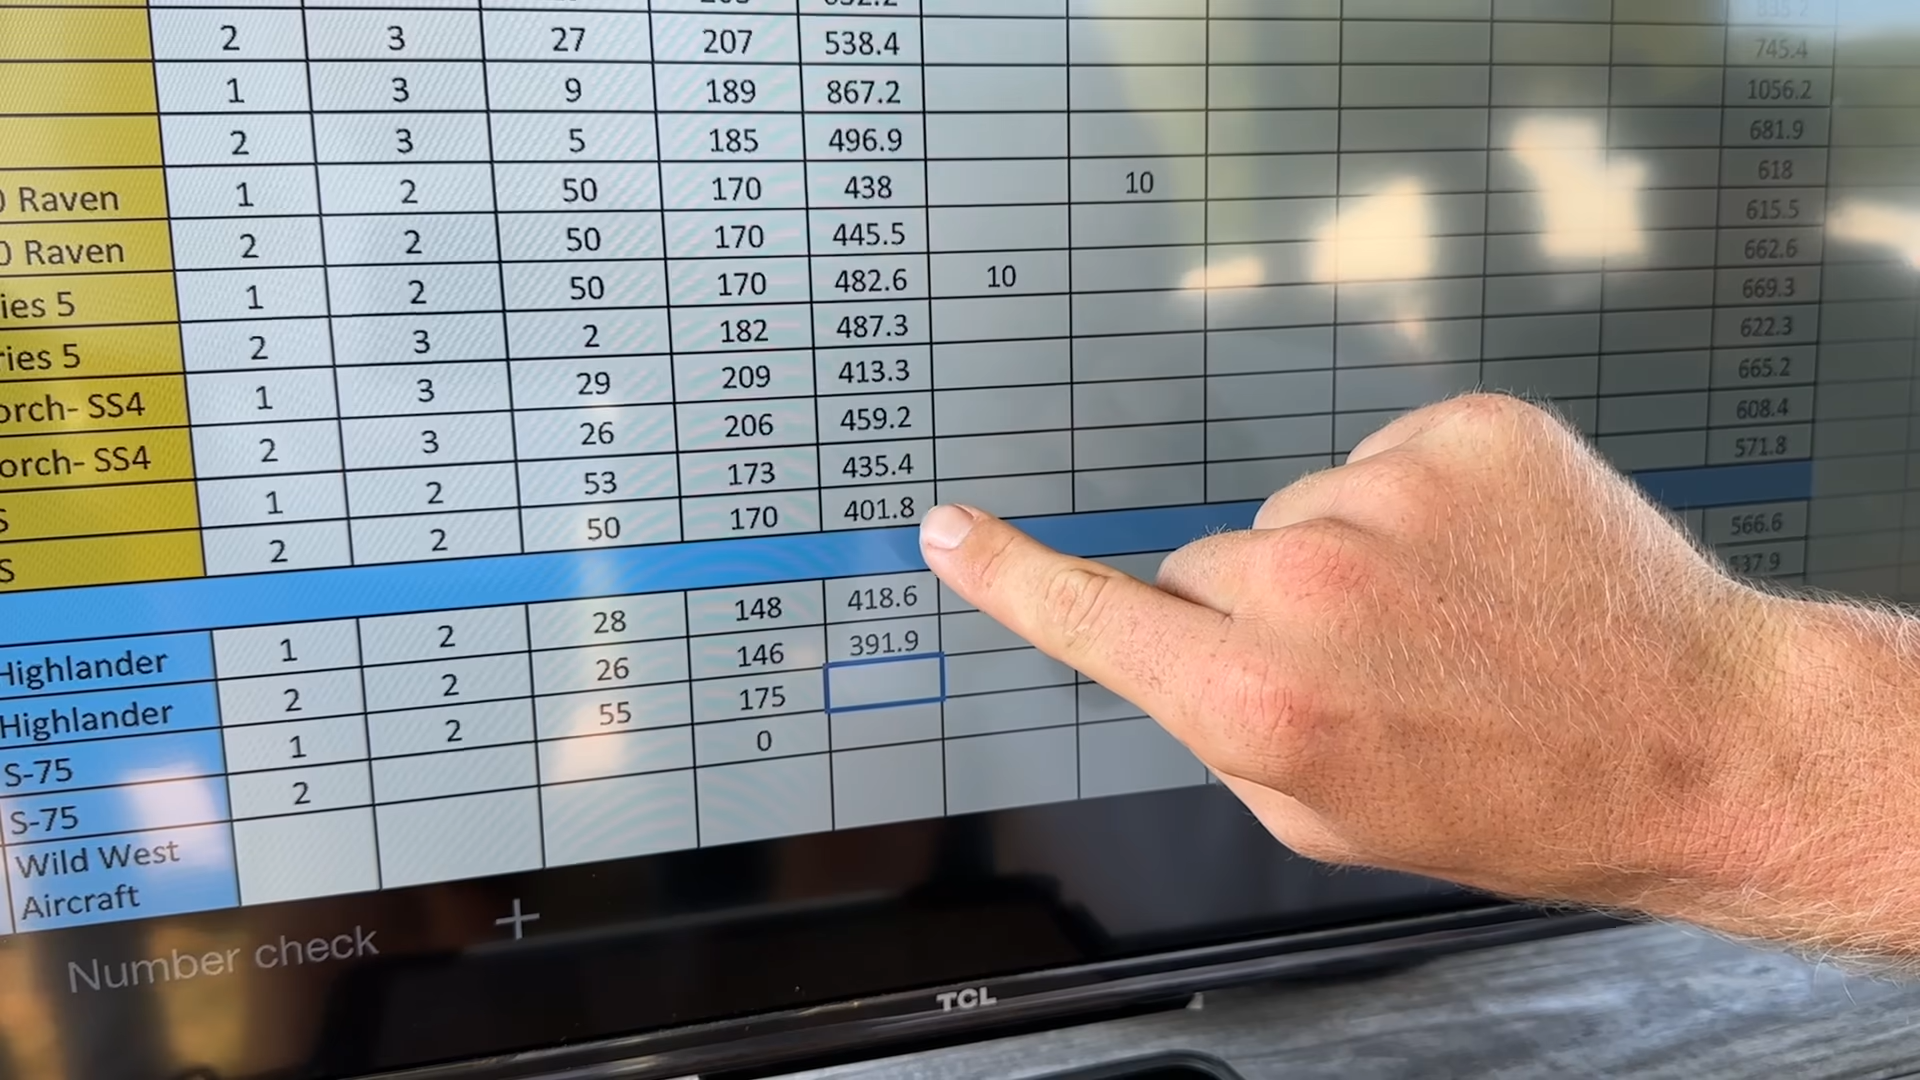 2 3 27 207 538.4 745.4
1 3 9 189 867.2 1056.2
2 3 5 185 496.9 681.9
0 Raven 1 2 50 170 438 10 618
0 Raven 2 2 50 170 445.5 615.5
ies 5 1 2 50 170 482.6 10 662.6
ries 5 2 3 2 182 487.3 669.3
orch- SS4 1 3 29 209 413.3 622.3
orch- SS4 2 3 26 206 459.2 665.2
S 1 2 53 173 435.4 608.4
S 2 2 50 170 401.8 571.8
Highlander 1 2 28 148 418.6 566.6
Highlander 2 2 26 146 391.9 537.9
S-75 1 2 55 175
S-75 2 0
Wild West
Aircraft
Number check +
TCL